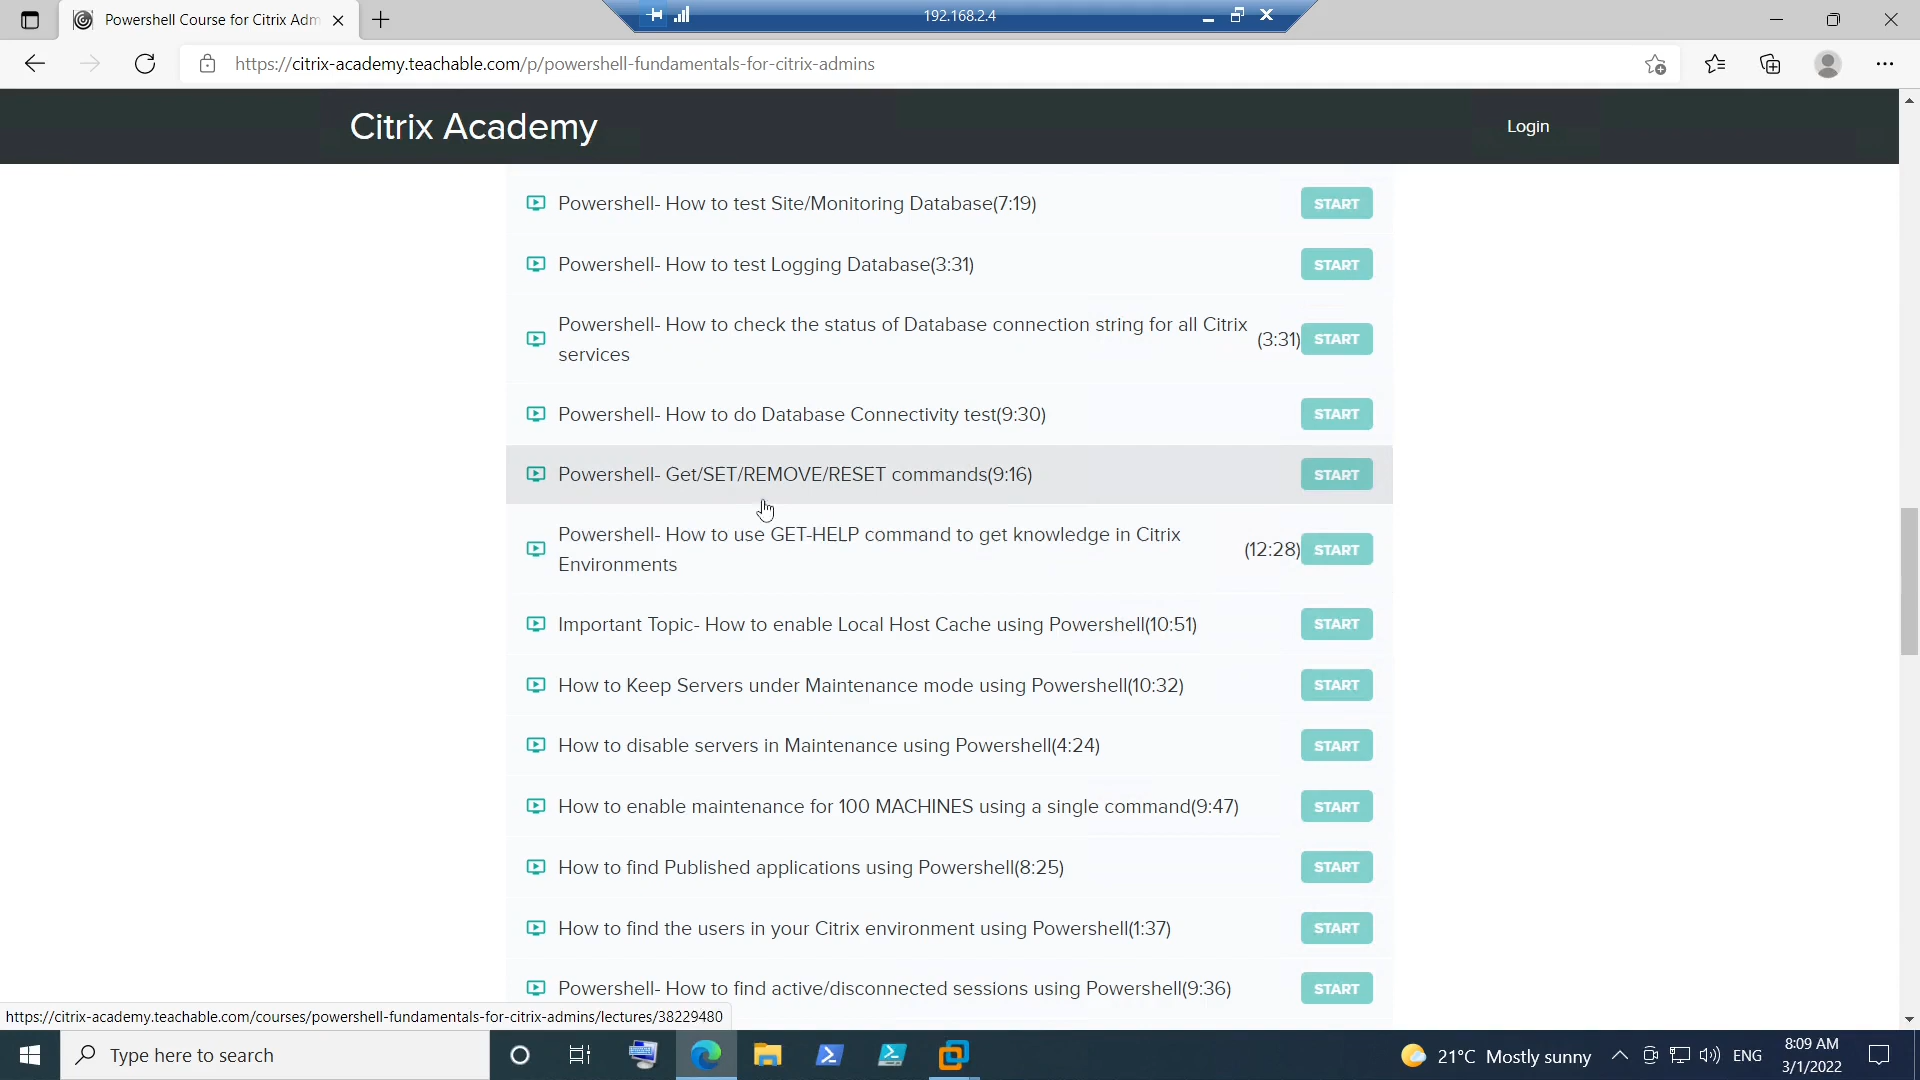 Powershell Course for Citrix Adm
192.168.2.4
https://citrix-academy.teachable.com/p/powershell-fundamentals-for-citrix-admins
Citrix Academy
Login
Powershell- How to test Site/Monitoring Database(7:19)
START
Powershell- How to test Logging Database(3:31)
START
Powershell- How to check the status of Database connection string for all Citrix
services
(3:31)
START
Powershell- How to do Database Connectivity test(9:30)
START
Powershell- Get/SET/REMOVE/RESET commands(9:16)
START
Powershell- How to use GET-HELP command to get knowledge in Citrix
Environments
(12:28)
START
Important Topic- How to enable Local Host Cache using Powershell(10:51)
START
How to Keep Servers under Maintenance mode using Powershell(10:32)
START
How to disable servers in Maintenance using Powershell(4:24)
START
How to enable maintenance for 100 MACHINES using a single command(9:47)
START
How to find Published applications using Powershell(8:25)
START
How to find the users in your Citrix environment using Powershell(1:37)
START
Powershell- How to find active/disconnected sessions using Powershell(9:36)
START
https://citrix-academy.teachable.com/courses/powershell-fundamentals-for-citrix-admins/lectures/38229480
Type here to search
21°C Mostly sunny
ENG
8:09 AM
3/1/2022